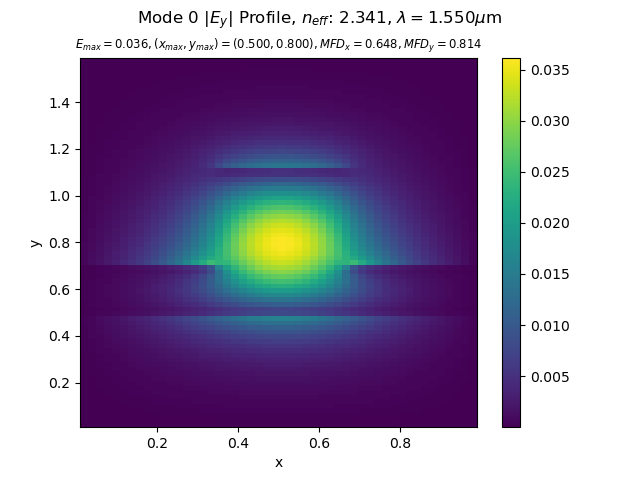 Mode 0 |E_y| Profile, n_eff: 2.341, λ = 1.550μm
E_max = 0.036, (x_max, y_max) = (0.500, 0.800), MFD_x = 0.648, MFD_y = 0.814
0.035
1.4
0.030
1.2
0.025
1.0
0.020
y
0.8
0.015
0.6
0.4
0.010
0.2
0.005
0.2 0.4 0.6 0.8
x